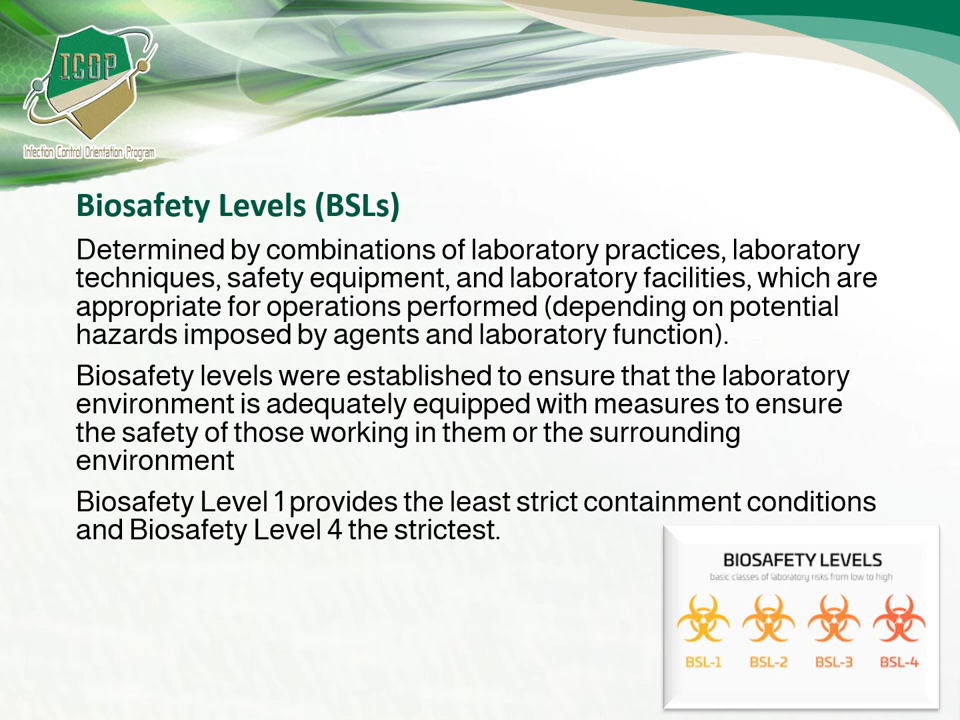 ICOP
Infection Control Orientation Program
Biosafety Levels (BSLs)
Determined by combinations of laboratory practices, laboratory
techniques, safety equipment, and laboratory facilities, which are
appropriate for operations performed (depending on potential
hazards imposed by agents and laboratory function).
Biosafety levels were established to ensure that the laboratory
environment is adequately equipped with measures to ensure
the safety of those working in them or the surrounding
environment
Biosafety Level 1 provides the least strict containment conditions
and Biosafety Level 4 the strictest.
BIOSAFETY LEVELS
basic classes of laboratory risks from low to high
BSL-1 BSL-2 BSL-3 BSL-4